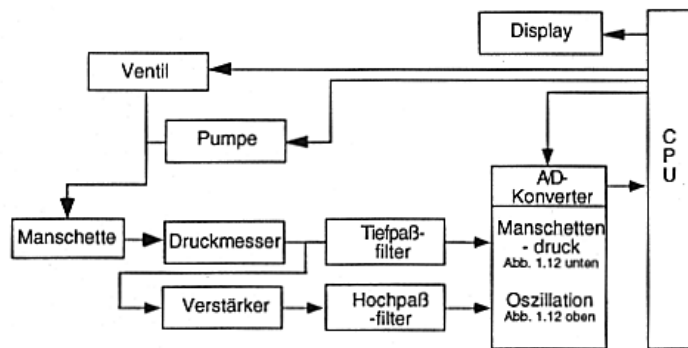 Display
Ventil
Pumpe
C
P
U
A/D-
Konverter
Manschette
Druckmesser
Tiefpaß-
filter
Manschetten
- druck
Abb. 1.12 unten
Verstärker
Hochpaß
-filter
Oszillation
Abb. 1.12 oben